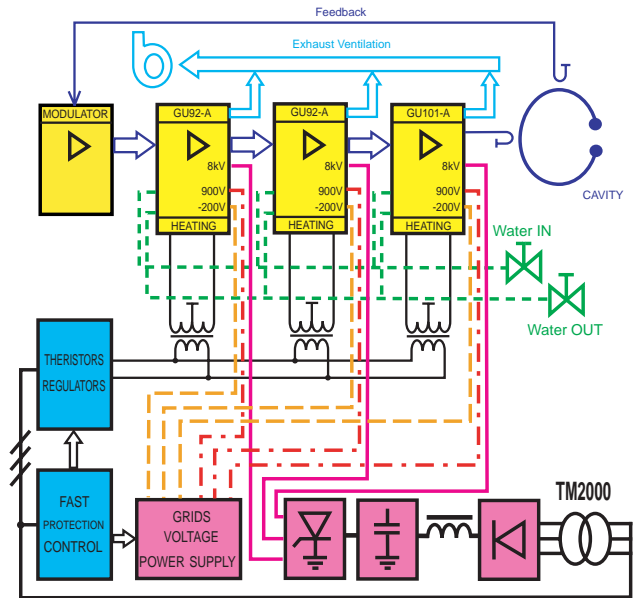 Feedback
Exhaust Ventilation
MODULATOR
GU92-A
GU92-A
GU101-A
8kV
8kV
8kV
900V
900V
900V
-200V
-200V
-200V
HEATING
HEATING
HEATING
CAVITY
Water IN
Water OUT
THERISTORS
REGULATORS
FAST
PROTECTION
CONTROL
GRIDS
VOLTAGE
POWER SUPPLY
TM2000